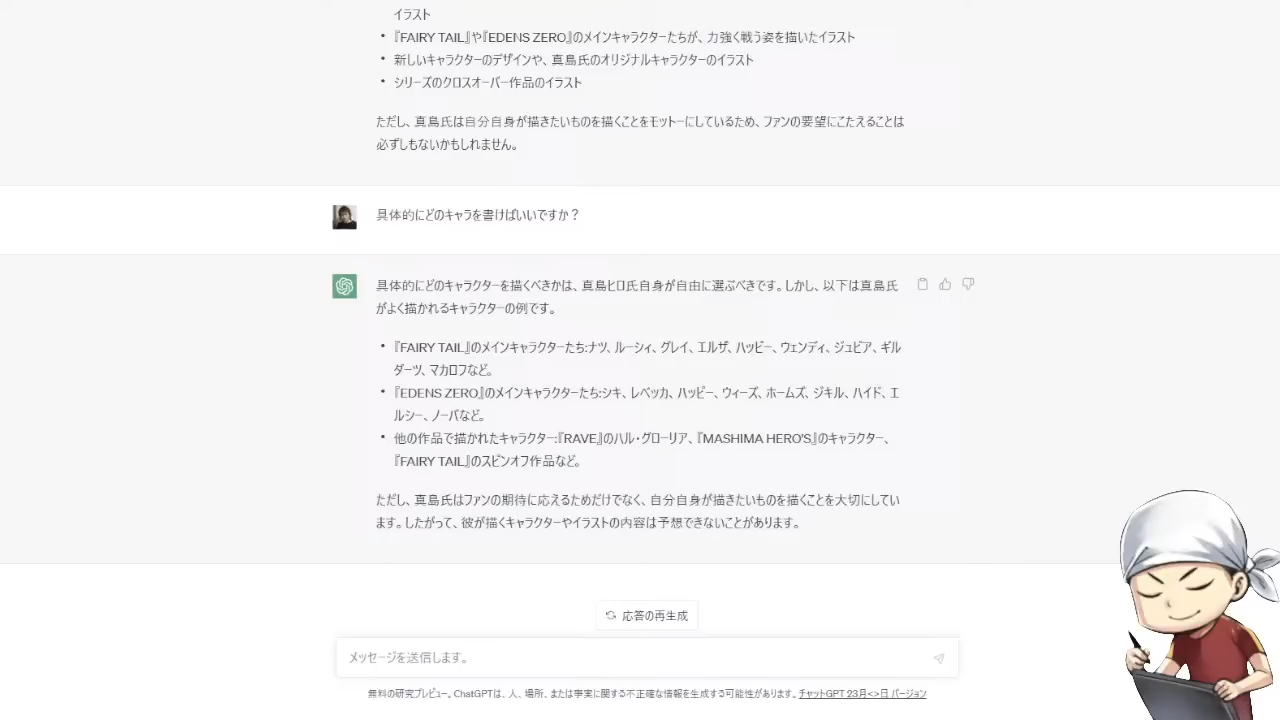 イラスト
・『FAIRY TAIL』や『EDENS ZERO』のメインキャラクターたちが、力強く戦う姿を描いたイラスト
・新しいキャラクターのデザインや、真島氏のオリジナルキャラクターのイラスト
・シリーズのクロスオーバー作品のイラスト
ただし、真島氏は自分自身が描きたいものを描くことをモットーにしているため、ファンの要望にこたえることは
必ずしもないかもしれません。
具体的にどのキャラを書けばいいですか？
具体的にどのキャラクターを描くべきかは、真島ヒロ氏自身が自由に選ぶべきです。しかし、以下は真島氏
がよく描かれるキャラクターの例です。
・『FAIRY TAIL』のメインキャラクターたち:ナツ、ルーシィ、グレイ、エルザ、ハッピー、ウェンディ、ジュビア、ギル
ダーツ、マカロフなど。
・『EDENS ZERO』のメインキャラクターたち:シキ、レベッカ、ハッピー、ウィーズ、ホームズ、ジキル、ハイド、エ
ルシー、ノーバなど。
・他の作品で描かれたキャラクター:『RAVE』のハル・グローリア、『MASHIMA HERO'S』のキャラクター、
『FAIRY TAIL』のスピンオフ作品など。
ただし、真島氏はファンの期待に応えるためだけでなく、自分自身が描きたいものを描くことを大切にしてい
ます。したがって、彼が描くキャラクターやイラストの内容は予想できないことがあります。
応答の再生成
メッセージを送信します。
無料の研究プレビュー。ChatGPTは、人、場所、または事実に関する不正確な情報を生成する可能性があります。チャットGPT 23月<>日 バージョン